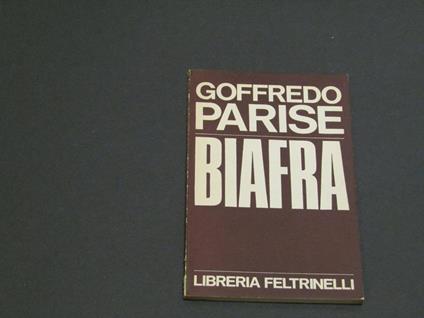 GOFFREDO
PARISE
BIAFRA
LIBRERIA FELTRINELLI